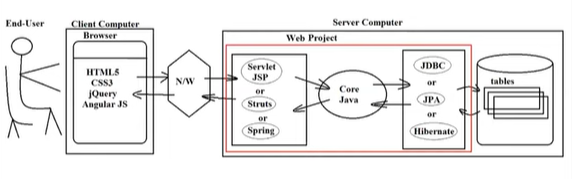 End-User
Client Computer
Browser
HTML5
CSS3
jQuery
Angular JS
N/W
Server Computer
Web Project
Servlet
JSP
or
Struts
or
Spring
Core
Java
JDBC
or
JPA
or
Hibernate
tables